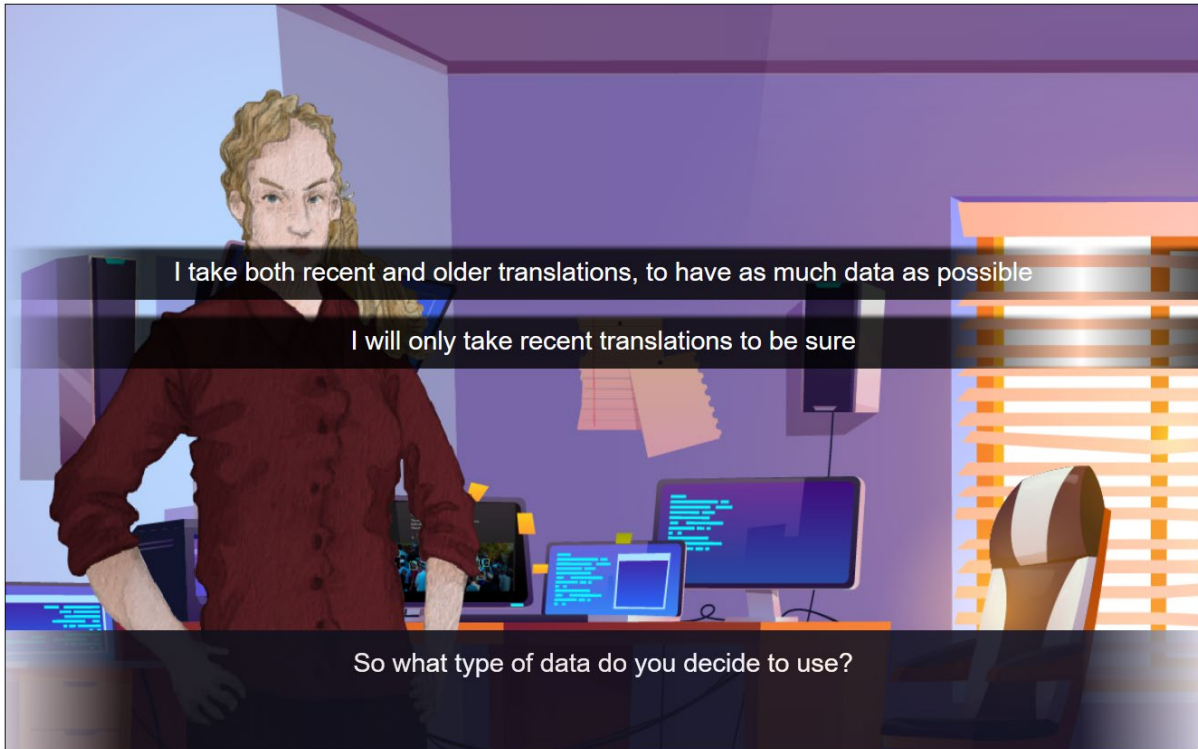 I take both recent and older translations, to have as much data as possible
I will only take recent translations to be sure
So what type of data do you decide to use?